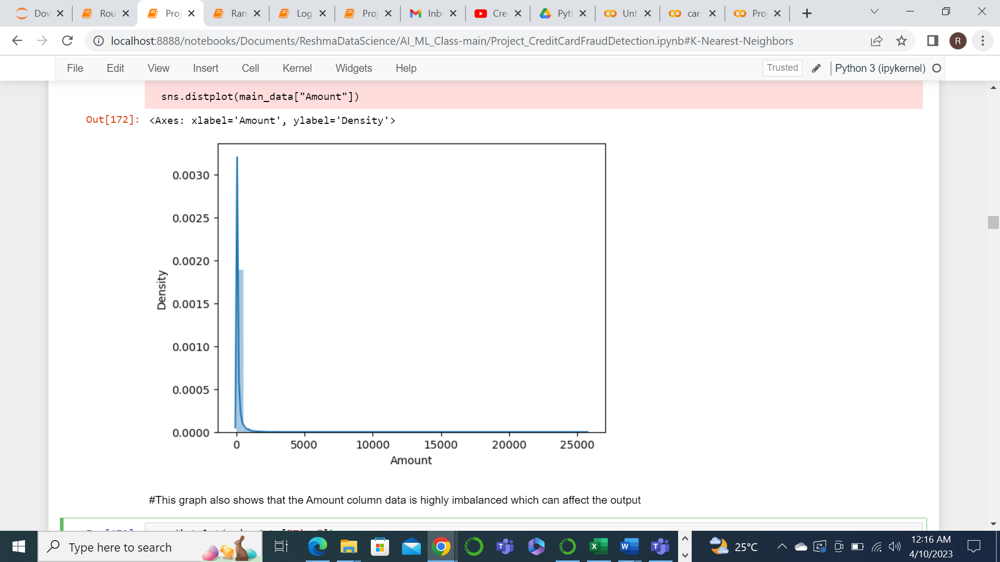 Dov
Rou
Proj
Ran
Log
Proj
Inb
Cre
Pyt
Unt
car-
Pro
localhost:8888/notebooks/Documents/ReshmaDataScience/AI_ML_Class-main/Project_CreditCardFraudDetection.ipynb#K-Nearest-Neighbors
R
File Edit View Insert Cell Kernel Widgets Help
Trusted
Python 3 (ipykernel)
sns.distplot(main_data["Amount"])
Out[172]: <Axes: xlabel='Amount', ylabel='Density'>
0.0030
0.0025
0.0020
0.0015
0.0010
0.0005
0.0000
Density
0 5000 10000 15000 20000 25000
Amount
#This graph also shows that the Amount column data is highly imbalanced which can affect the output
Type here to search
25°C
12:16 AM
4/10/2023